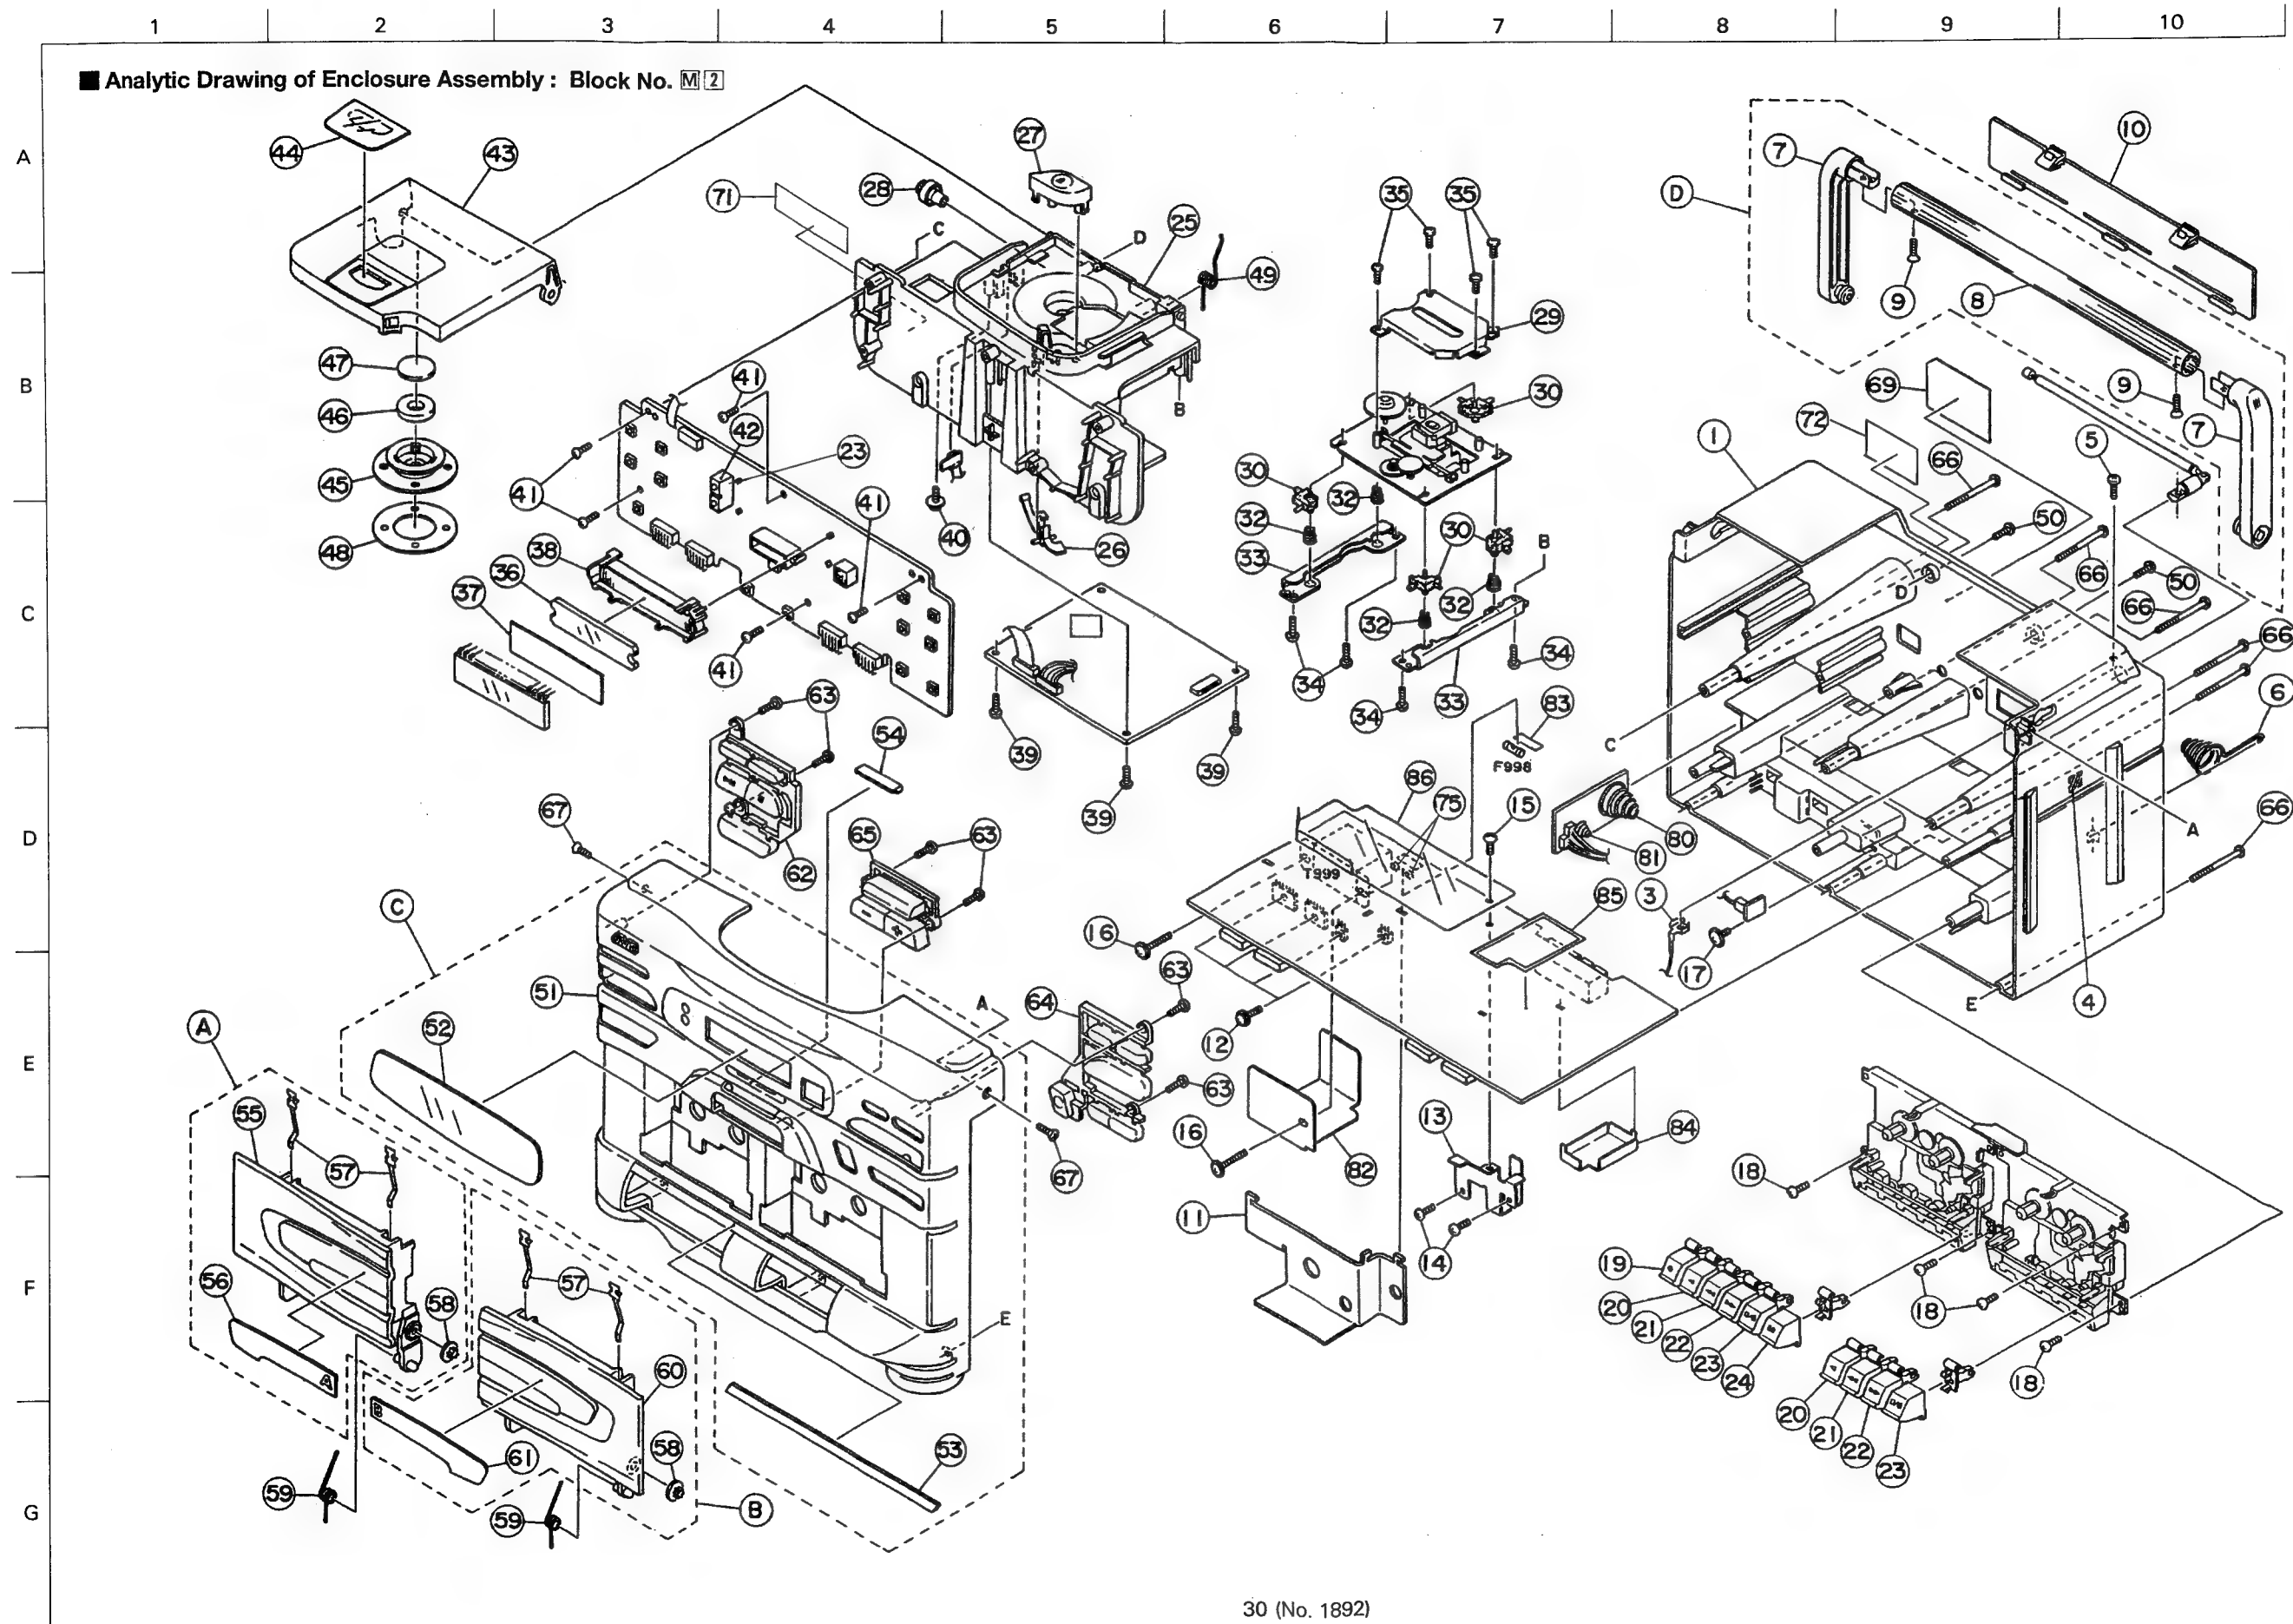 1 2 3 4 5 6 7 8 9 10
■ Analytic Drawing of Enclosure Assembly : Block No. M 2
A
B
C
D
E
F
G
44 43 71 28 27 C D 25 49 35 35 D 7 10
9 8 29
47 46 45 48
41 42 23 41 41 41
B 30 69 72 1 5 9 7
40 26 30 32 32 33 30 32 32 B
66 50 66 50 66 66 6
38 36 37
34 34 33 34
D C
63 39 39 39 54
83 F998
86 75 15 80 81 A 66
67 62 65 63
T999 85 3
C 16 17
51 52 A 64 63 12 E 4
A 55 57 63 67
16 82 13 84
11 14 18
56 58 57 E
19 20 21 22 23 24
18 18
20 21 22 23
A B 60 58 61 59 59 B 53
30 (No. 1892)